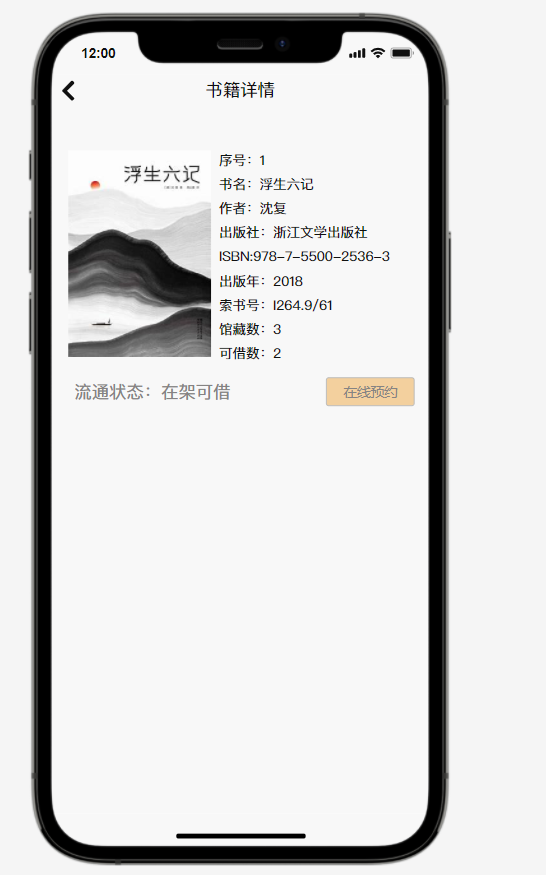 12:00
书籍详情
浮生六记
序号：1
书名：浮生六记
作者：沈复
出版社：浙江文学出版社
ISBN:978-7-5500-2536-3
出版年：2018
索书号：I264.9/61
馆藏数：3
可借数：2
流通状态：在架可借
在线预约